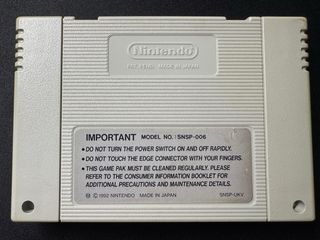 Nintendo
PAT. PEND. MADE IN JAPAN
IMPORTANT MODEL NO.: SNSP-006
• DO NOT TURN THE POWER SWITCH ON AND OFF RAPIDLY.
• DO NOT TOUCH THE EDGE CONNECTOR WITH YOUR FINGERS.
• THIS GAME PAK MUST BE CLEANED REGULARLY. PLEASE
REFER TO THE CONSUMER INFORMATION BOOKLET FOR
ADDITIONAL PRECAUTIONS AND MAINTENANCE DETAILS.
© 1992 NINTENDO MADE IN JAPAN SNSP-UKV